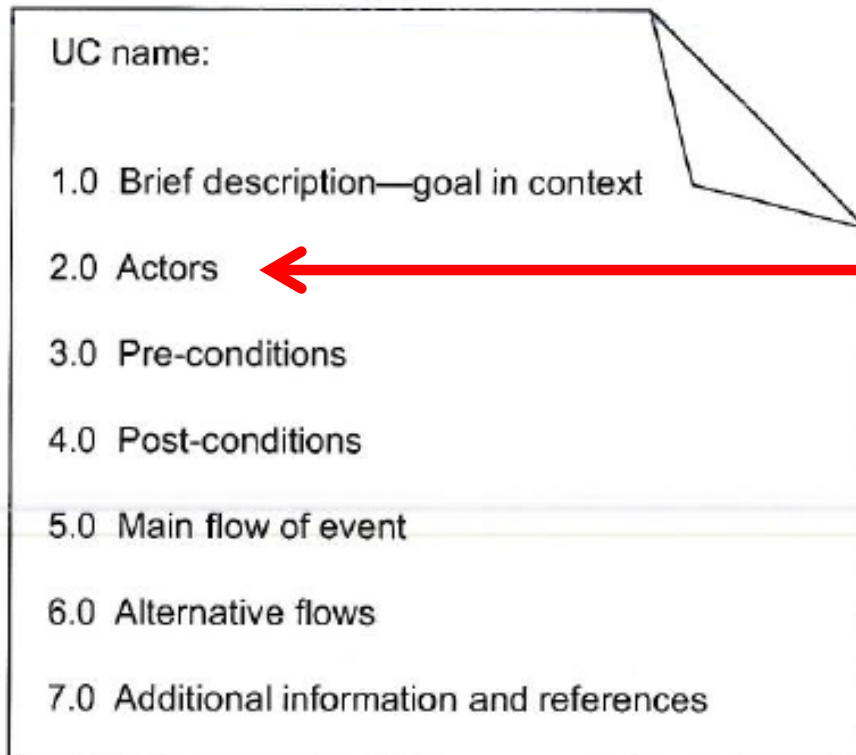 UC name:
1.0 Brief description—goal in context
2.0 Actors
3.0 Pre-conditions
4.0 Post-conditions
5.0 Main flow of event
6.0 Alternative flows
7.0 Additional information and references